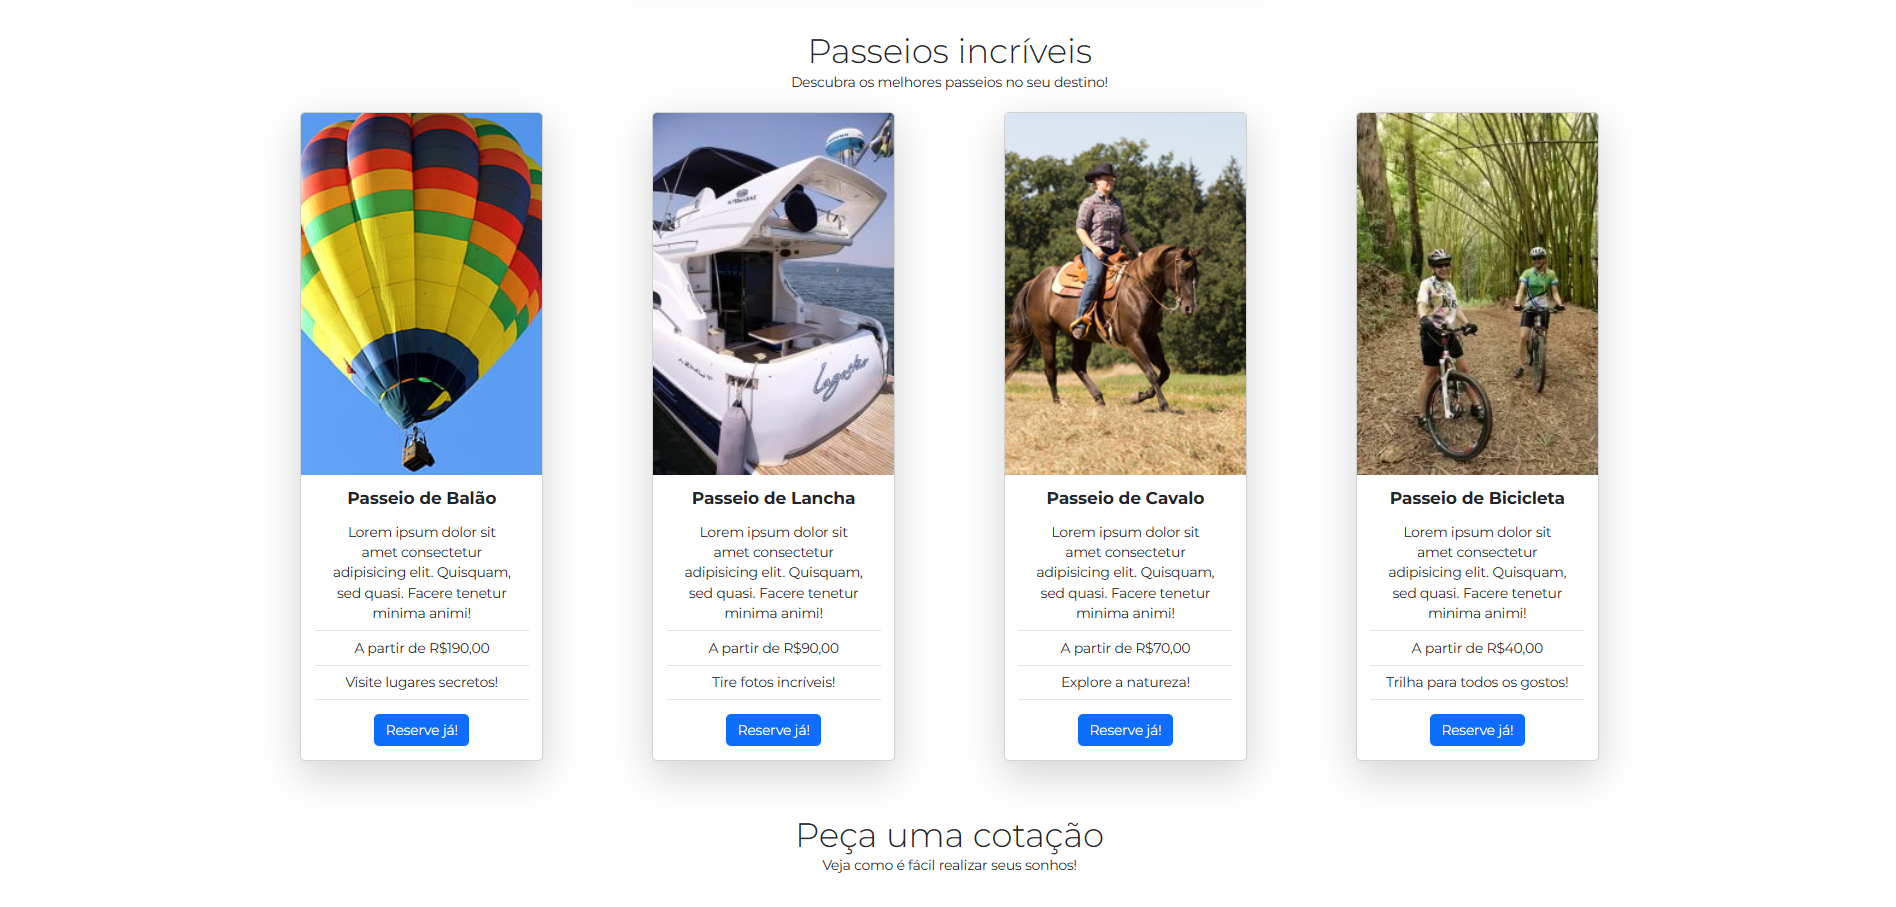 Passeios incríveis
Descubra os melhores passeios no seu destino!
AZIMUT
Lagosta
Passeio de Balão
Lorem ipsum dolor sit
amet consectetur
adipisicing elit. Quisquam,
sed quasi. Facere tenetur
minima animi!
A partir de R$190,00
Visite lugares secretos!
Reserve já!
Passeio de Lancha
Lorem ipsum dolor sit
amet consectetur
adipisicing elit. Quisquam,
sed quasi. Facere tenetur
minima animi!
A partir de R$90,00
Tire fotos incríveis!
Reserve já!
Passeio de Cavalo
Lorem ipsum dolor sit
amet consectetur
adipisicing elit. Quisquam,
sed quasi. Facere tenetur
minima animi!
A partir de R$70,00
Explore a natureza!
Reserve já!
Passeio de Bicicleta
Lorem ipsum dolor sit
amet consectetur
adipisicing elit. Quisquam,
sed quasi. Facere tenetur
minima animi!
A partir de R$40,00
Trilha para todos os gostos!
Reserve já!
Peça uma cotação
Veja como é fácil realizar seus sonhos!